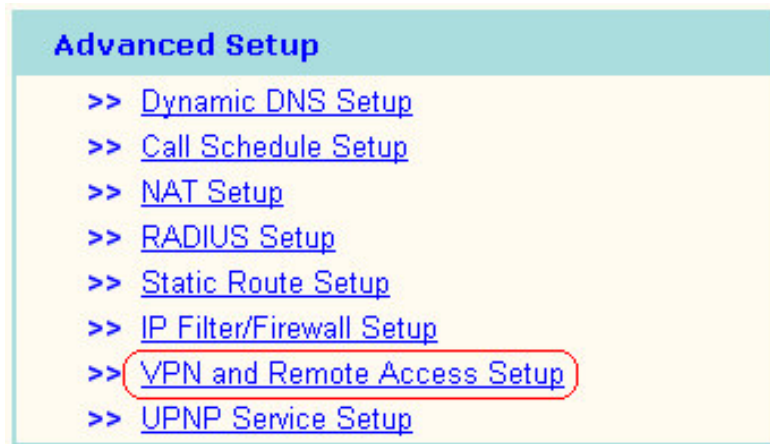 Advanced Setup
>> Dynamic DNS Setup
>> Call Schedule Setup
>> NAT Setup
>> RADIUS Setup
>> Static Route Setup
>> IP Filter/Firewall Setup
>> VPN and Remote Access Setup
>> UPNP Service Setup